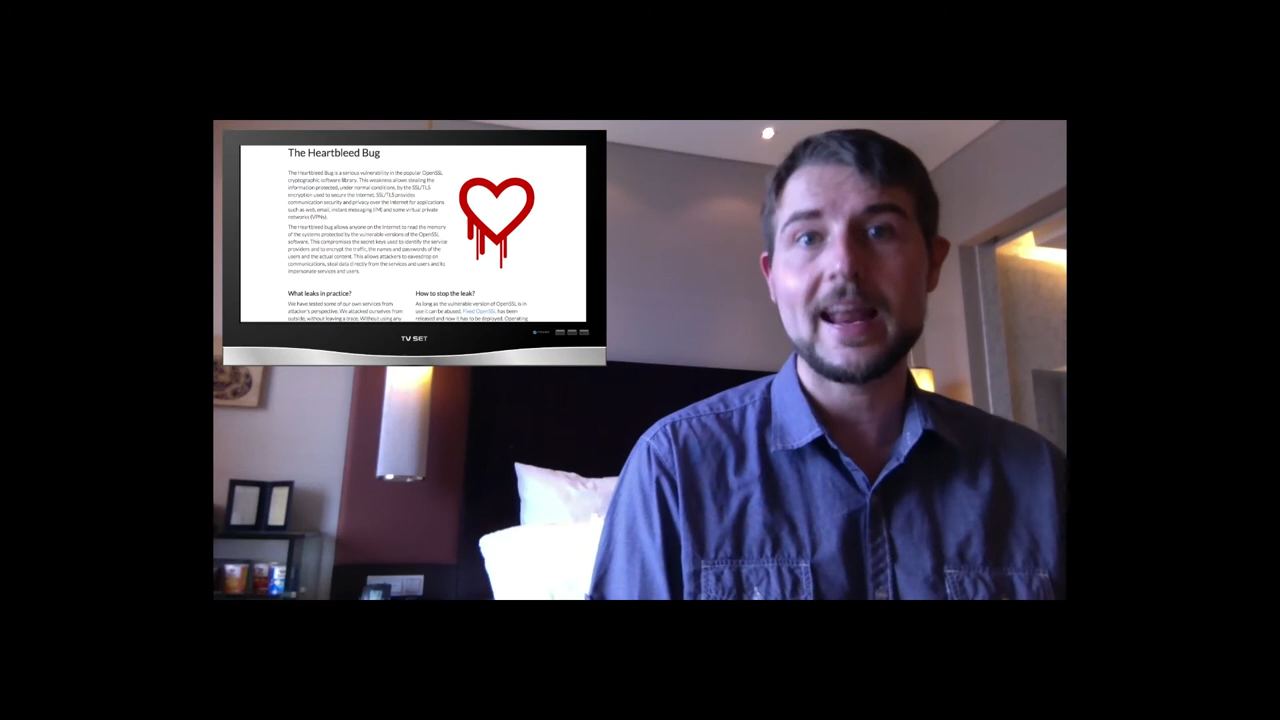 The Heartbleed Bug
The Heartbleed Bug is a serious vulnerability in the popular OpenSSL
cryptographic software library. This weakness allows stealing the
information protected, under normal conditions, by the SSL/TLS
encryption used to secure the Internet. SSL/TLS provides
communication security and privacy over the Internet for applications
such as web, email, instant messaging (IM) and some virtual private
networks (VPNs).
The Heartbleed bug allows anyone on the Internet to read the memory
of the systems protected by the vulnerable versions of the OpenSSL
software. This compromises the secret keys used to identify the service
providers and to encrypt the traffic, the names and passwords of the
users and the actual content. This allows attackers to eavesdrop on
communications, steal data directly from the services and users and to
impersonate services and users.
What leaks in practice?
We have tested some of our own services from
attacker's perspective. We attacked ourselves from
outside, without leaving a trace. Without using any
How to stop the leak?
As long as the vulnerable version of OpenSSL is in
use it can be abused. Fixed OpenSSL has been
released and now it has to be deployed. Operating
TV SET